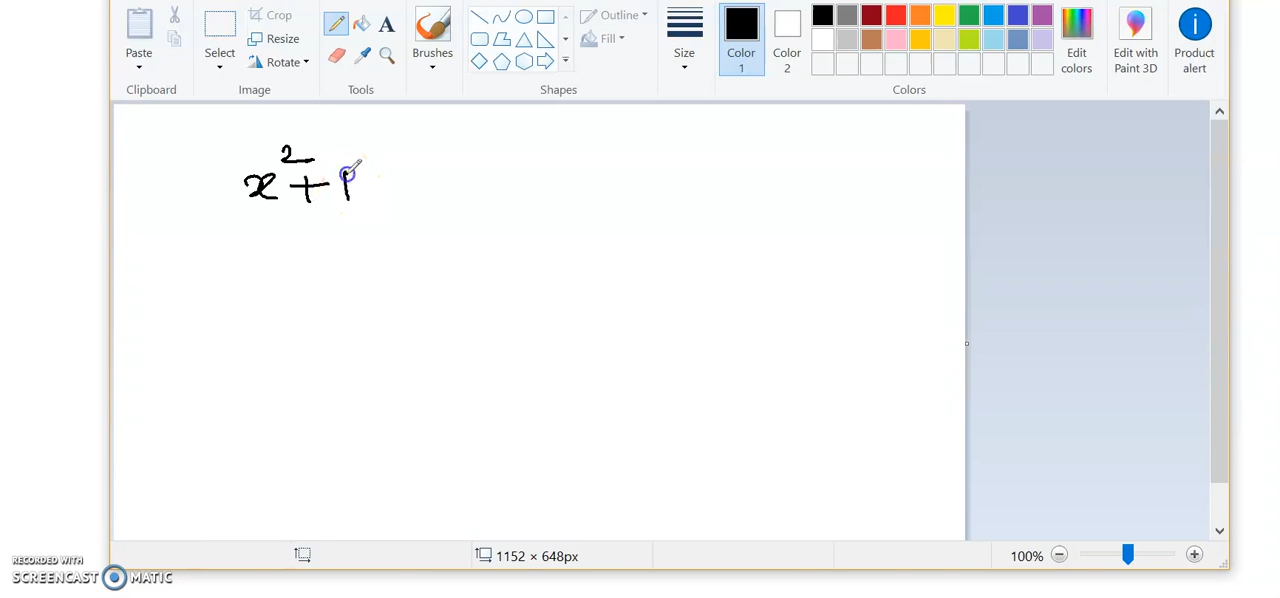 Crop
Outline
Paste
Select
Resize
Brushes
Fill
Size
Color
1
Color
2
Edit
colors
Edit with
Paint 3D
Product
alert
Rotate
A
Clipboard
Image
Tools
Shapes
Colors
x² + 1
1152 × 648px
100%
RECORDED WITH
SCREENCAST MATIC